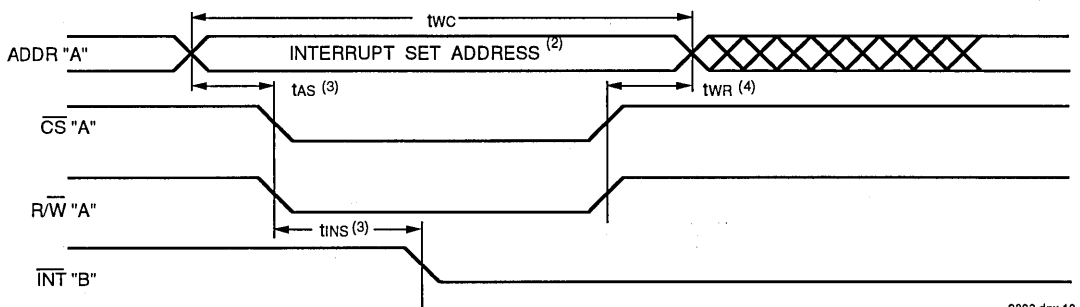 tWC
ADDR "A"
INTERRUPT SET ADDRESS (2)
tAS (3)
tWR (4)
CS "A"
R/W "A"
tINS (3)
INT "B"